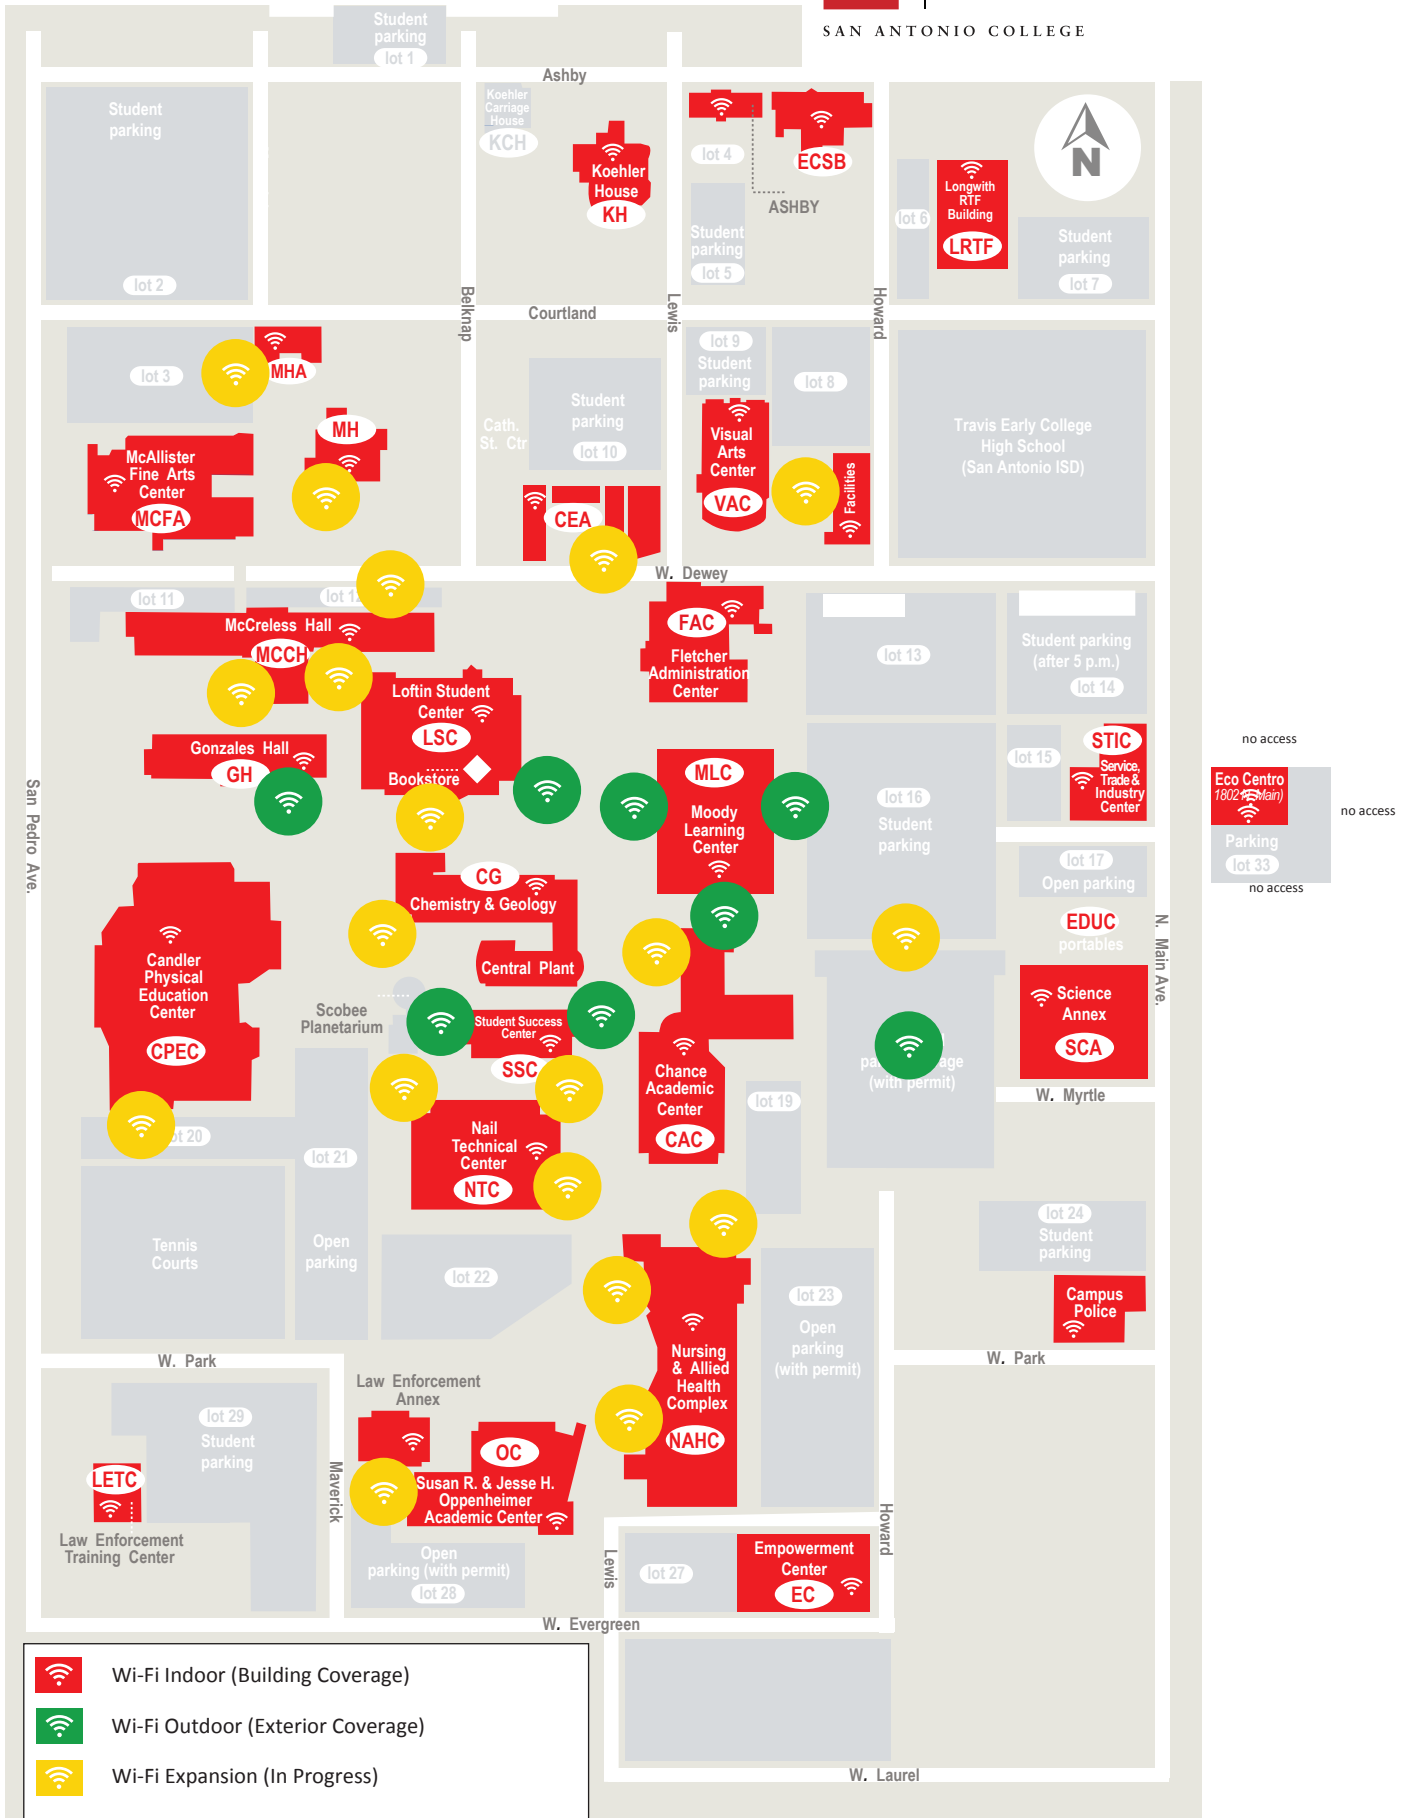 SAN ANTONIO COLLEGE
Student
parking
lot 1
Ashby
Student
parking
lot 2
Koehler
Carriage
House
KCH
Koehler
House
KH
lot 4
Student
parking
lot 5
ECSB
ASHBY
lot 6
Longwith
RTF
Building
LRTF
N
Student
parking
lot 7
Belknap
Courtland
Lewis
Howard
lot 3
MHA
MH
McAllister
Fine Arts
Center
MCFA
Cath.
St. Ctr
Student
parking
lot 10
CEA
lot 9
Student
parking
lot 8
Visual
Arts
Center
VAC
Facilities
Travis Early College
High School
(San Antonio ISD)
W. Dewey
lot 11
lot 12
McCreless Hall
MCCH
Loftin Student
Center
LSC
Bookstore
Gonzales Hall
GH
FAC
Fletcher
Administration
Center
lot 13
Student parking
(after 5 p.m.)
lot 14
lot 15
STIC
Service,
Trade &
Industry
Center
no access
Eco Centro
1802 N. Main)
no access
Parking
lot 33
no access
San Pedro Ave.
MLC
Moody
Learning
Center
lot 16
Student
parking
lot 17
Open parking
EDUC
portables
N. Main Ave.
CG
Chemistry & Geology
Central Plant
Candler
Physical
Education
Center
CPEC
Scobee
Planetarium
Student Success
Center
SSC
Science
Annex
SCA
(with permit)
W. Myrtle
Chance
Academic
Center
CAC
lot 19
Nail
Technical
Center
NTC
lot 20
lot 21
Open
parking
Tennis
Courts
lot 22
lot 24
Student
parking
Campus
Police
lot 23
Open
parking
(with permit)
Nursing
& Allied
Health
Complex
NAHC
W. Park
W. Park
Law Enforcement
Annex
lot 29
Student
parking
LETC
Law Enforcement
Training Center
Maverick
OC
Susan R. & Jesse H.
Oppenheimer
Academic Center
Open
parking (with permit)
lot 28
Lewis
lot 27
Empowerment
Center
EC
Howard
W. Evergreen
W. Laurel
Wi-Fi Indoor (Building Coverage)
Wi-Fi Outdoor (Exterior Coverage)
Wi-Fi Expansion (In Progress)